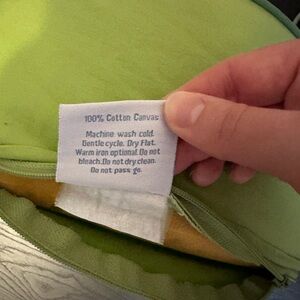 100% Cotton Canvas
Machine wash cold.
Gentle cycle. Dry Flat.
Warm iron optional. Do not
bleach. Do not dry clean.
Do not pass go.